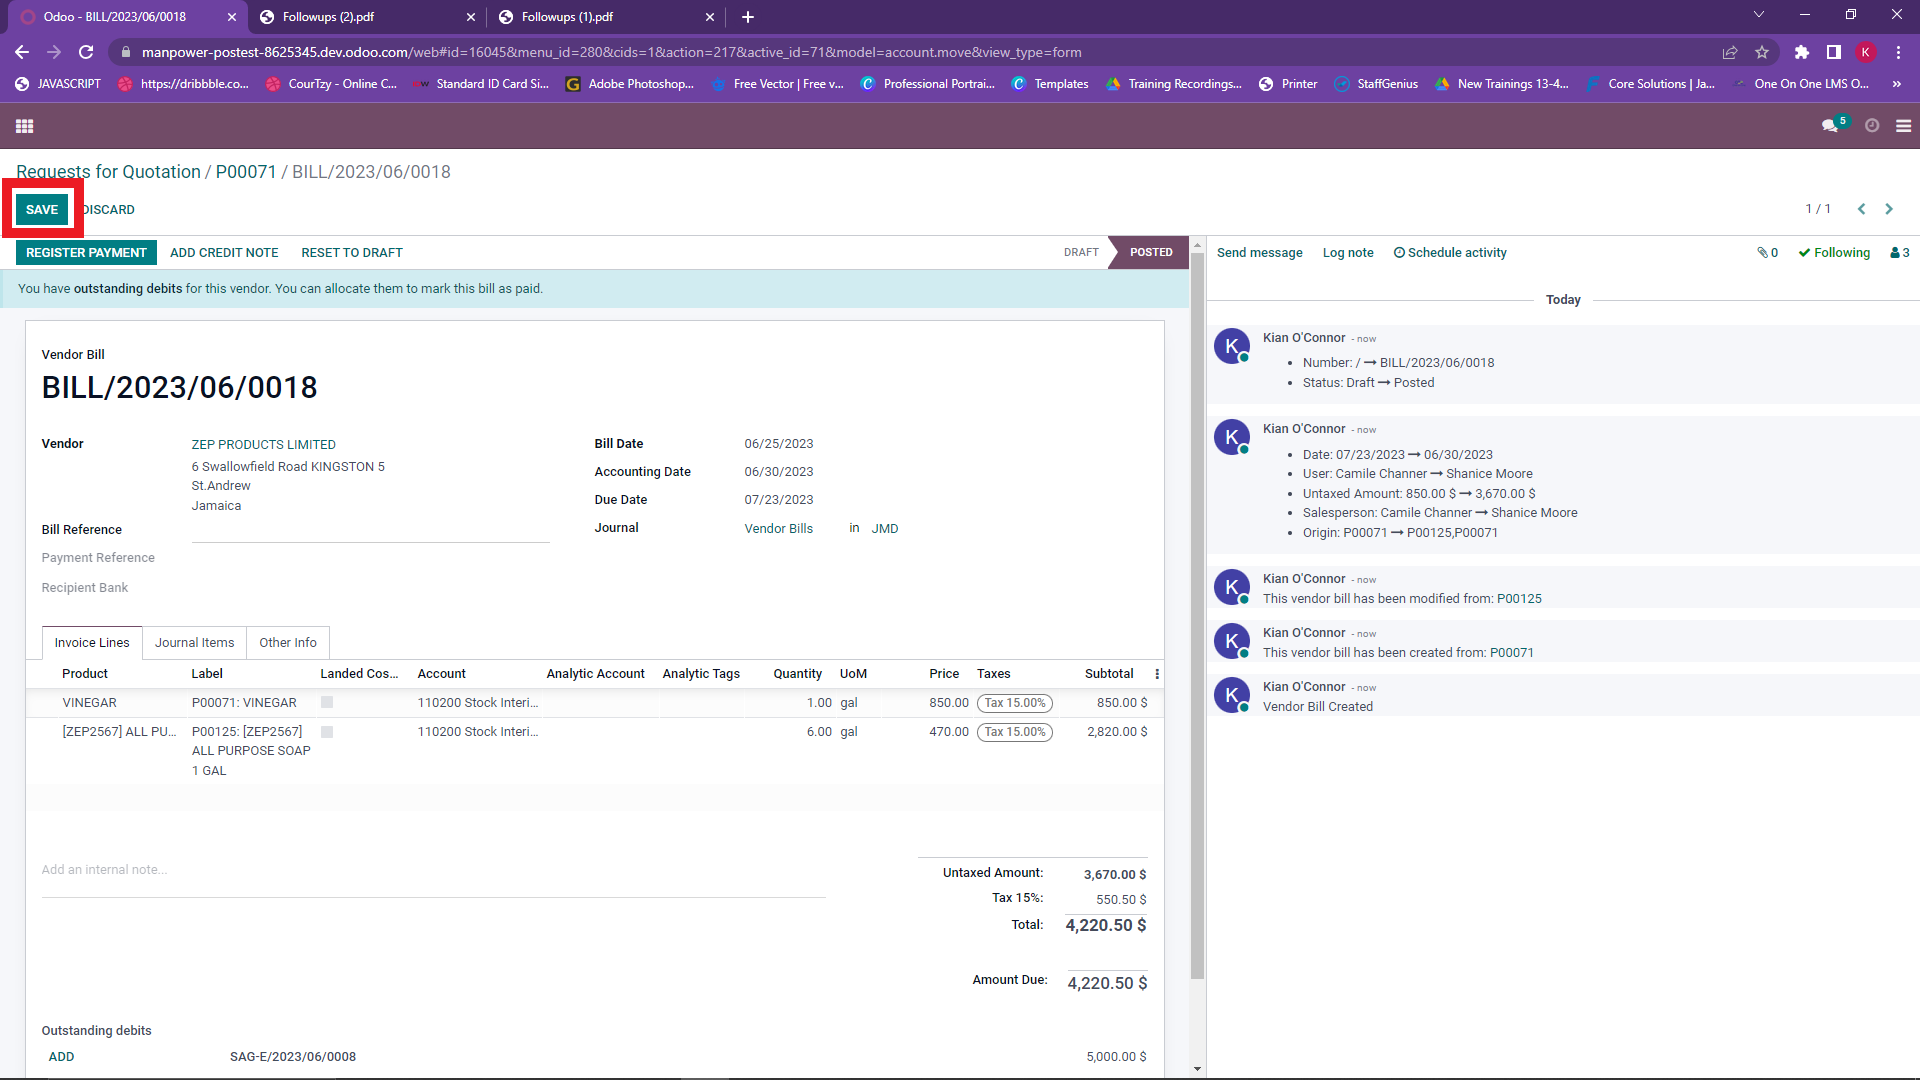 Odoo - BILL/2023/06/0018
Followups (2).pdf
Followups (1).pdf
manpower-postest-8625345.dev.odoo.com/web#id=16045&menu_id=280&cids=1&action=217&active_id=71&model=account.move&view_type=form
K
JAVASCRIPT
https://dribbble.co...
CourTzy - Online C...
Standard ID Card Si...
Adobe Photoshop...
Free Vector | Free v...
Professional Portrai...
Templates
Training Recordings...
Printer
StaffGenius
New Trainings 13-4...
Core Solutions | Ja...
One On One LMS O...
»
5
Requests for Quotation / P00071 / BILL/2023/06/0018
SAVE
DISCARD
1 / 1
REGISTER PAYMENT
ADD CREDIT NOTE
RESET TO DRAFT
DRAFT
POSTED
Send message
Log note
Schedule activity
0
Following
3
You have outstanding debits for this vendor. You can allocate them to mark this bill as paid.
Vendor Bill
BILL/2023/06/0018
Vendor
ZEP PRODUCTS LIMITED
6 Swallowfield Road KINGSTON 5
St.Andrew
Jamaica
Bill Reference
Payment Reference
Recipient Bank
Bill Date 06/25/2023
Accounting Date 06/30/2023
Due Date 07/23/2023
Journal Vendor Bills in JMD
Invoice Lines
Journal Items
Other Info
Product Label Landed Cos... Account Analytic Account Analytic Tags Quantity UoM Price Taxes Subtotal
VINEGAR P00071: VINEGAR 110200 Stock Interi... 1.00 gal 850.00 Tax 15.00% 850.00 $
[ZEP2567] ALL PU... P00125: [ZEP2567] 110200 Stock Interi... 6.00 gal 470.00 Tax 15.00% 2,820.00 $
ALL PURPOSE SOAP
1 GAL
Add an internal note...
Untaxed Amount: 3,670.00 $
Tax 15%: 550.50 $
Total: 4,220.50 $
Amount Due: 4,220.50 $
Outstanding debits
ADD SAG-E/2023/06/0008 5,000.00 $
Today
K
Kian O'Connor - now
Number: / → BILL/2023/06/0018
Status: Draft → Posted
K
Kian O'Connor - now
Date: 07/23/2023 → 06/30/2023
User: Camile Channer → Shanice Moore
Untaxed Amount: 850.00 $ → 3,670.00 $
Salesperson: Camile Channer → Shanice Moore
Origin: P00071 → P00125,P00071
K
Kian O'Connor - now
This vendor bill has been modified from: P00125
K
Kian O'Connor - now
This vendor bill has been created from: P00071
K
Kian O'Connor - now
Vendor Bill Created